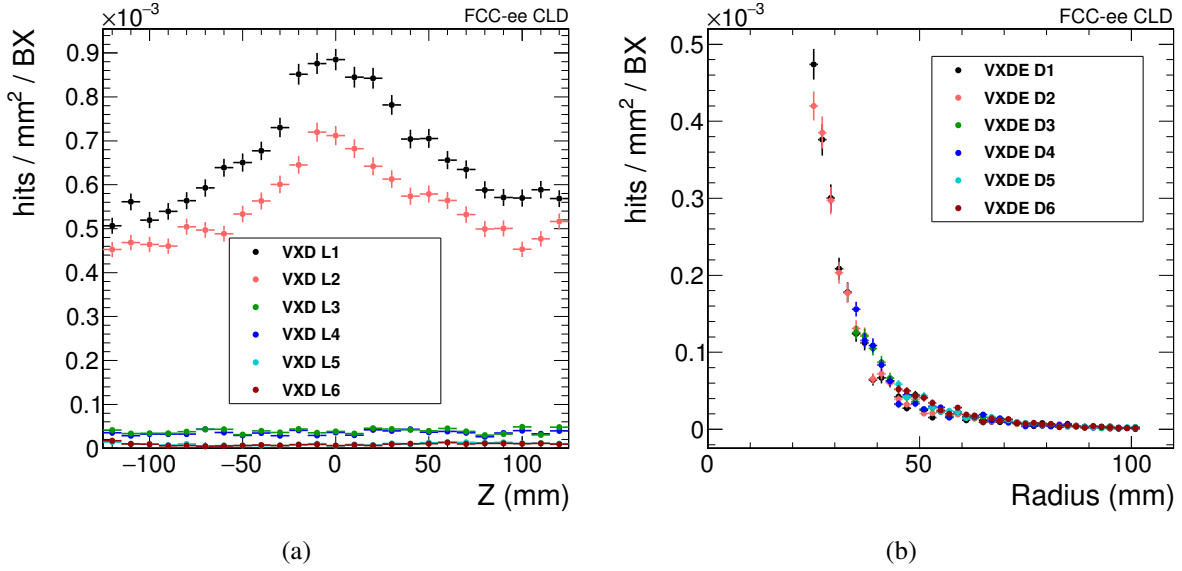 ×10⁻³
FCC-ee CLD
hits / mm² / BX
0.9
0.8
0.7
0.6
0.5
0.4
0.3
0.2
0.1
0
−100
−50
0
50
100
Z (mm)
VXD L1
VXD L2
VXD L3
VXD L4
VXD L5
VXD L6
(a)
×10⁻³
FCC-ee CLD
hits / mm² / BX
0.5
0.4
0.3
0.2
0.1
0
0
50
100
Radius (mm)
VXDE D1
VXDE D2
VXDE D3
VXDE D4
VXDE D5
VXDE D6
(b)